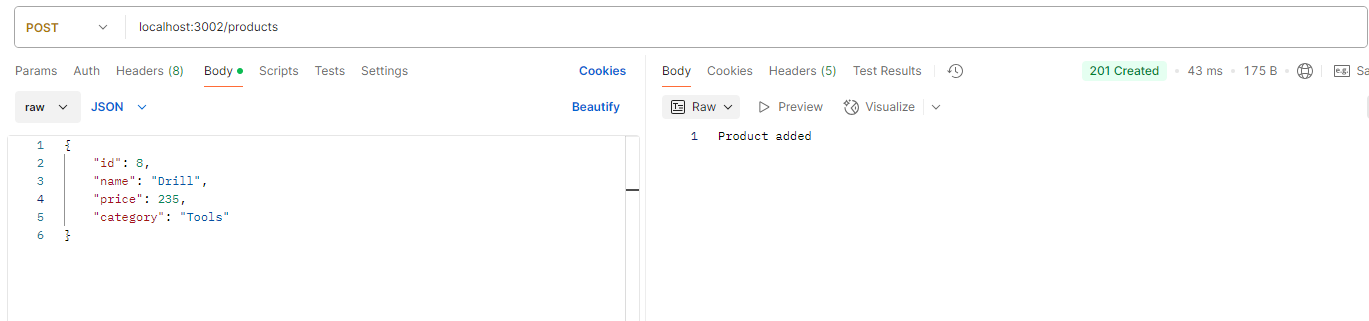 POST localhost:3002/products
Params Auth Headers (8) Body Scripts Tests Settings Cookies
raw JSON Beautify
1 {
2 "id": 8,
3 "name": "Drill",
4 "price": 235,
5 "category": "Tools"
6 }
Body Cookies Headers (5) Test Results 201 Created 43 ms 175 B e.g. Sa
Raw Preview Visualize
1 Product added